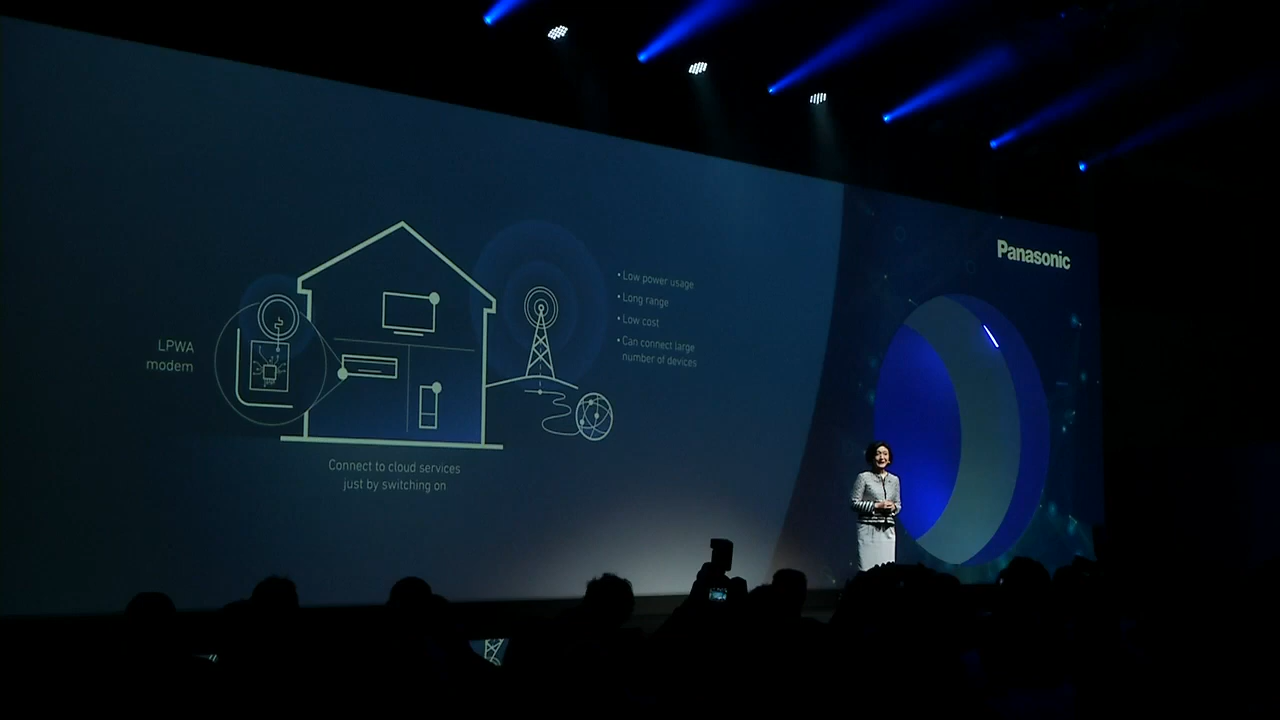 Panasonic
• Low power usage
• Long range
• Low cost
• Can connect large
number of devices
LPWA
modem
Connect to cloud services
just by switching on